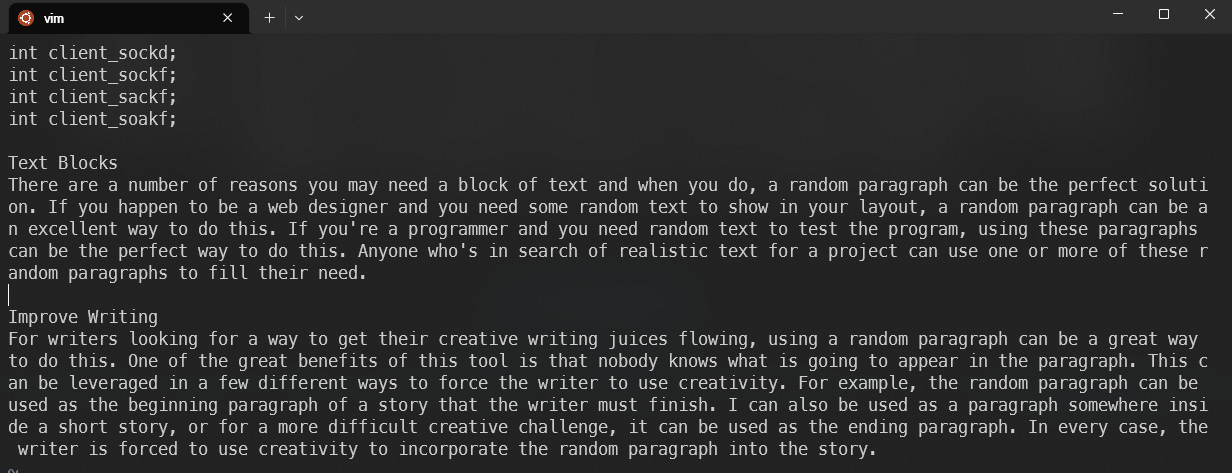 vim
int client_sockd;
int client_sockf;
int client_sackf;
int client_soakf;
Text Blocks
There are a number of reasons you may need a block of text and when you do, a random paragraph can be the perfect soluti
on. If you happen to be a web designer and you need some random text to show in your layout, a random paragraph can be a
n excellent way to do this. If you're a programmer and you need random text to test the program, using these paragraphs
can be the perfect way to do this. Anyone who's in search of realistic text for a project can use one or more of these r
andom paragraphs to fill their need.
Improve Writing
For writers looking for a way to get their creative writing juices flowing, using a random paragraph can be a great way
to do this. One of the great benefits of this tool is that nobody knows what is going to appear in the paragraph. This c
an be leveraged in a few different ways to force the writer to use creativity. For example, the random paragraph can be
used as the beginning paragraph of a story that the writer must finish. I can also be used as a paragraph somewhere insi
de a short story, or for a more difficult creative challenge, it can be used as the ending paragraph. In every case, the
writer is forced to use creativity to incorporate the random paragraph into the story.